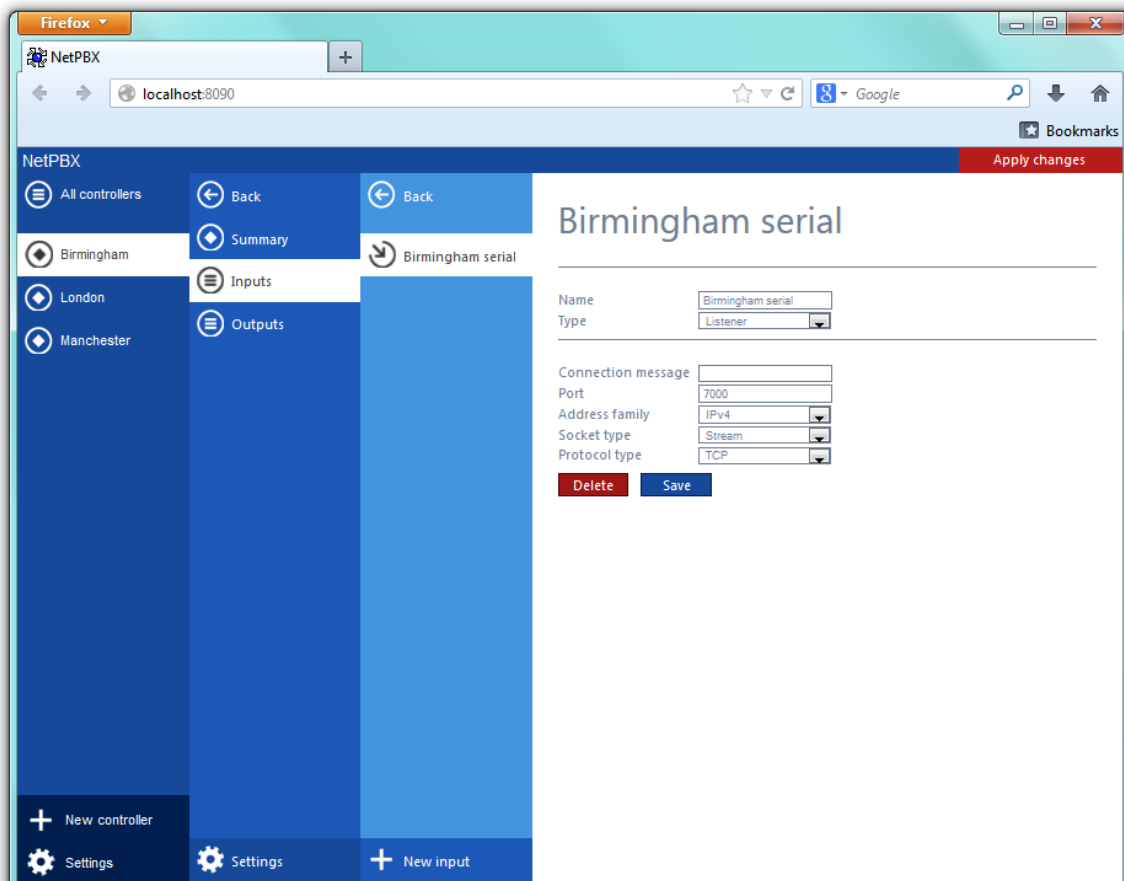 Firefox
NetPBX
localhost:8090
Google
Bookmarks
NetPBX
Apply changes
All controllers
Birmingham
London
Manchester
New controller
Settings
Back
Summary
Inputs
Outputs
Settings
Back
Birmingham serial
New input
Birmingham serial
Name Birmingham serial
Type Listener
Connection message
Port 7000
Address family IPv4
Socket type Stream
Protocol type TCP
Delete Save